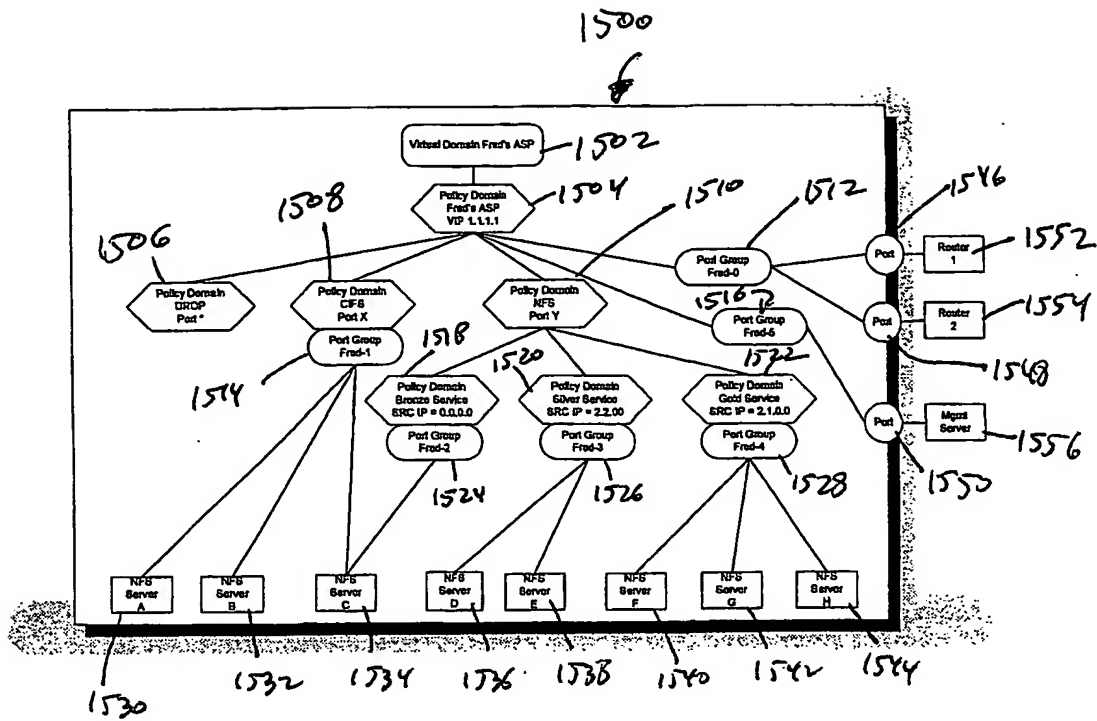 1500
Virtual Domain Fred's ASP
1502
Policy Domain
Fred's ASP
VIP 1.1.1.1
1504
1506
Policy Domain
DROP
Port *
1508
Policy Domain
CIFS
Port X
1510
Policy Domain
NFS
Port Y
1512
Port Group
Fred-0
1546
Port
Router
1
1552
1516
Port Group
Fred-5
Port
1548
Router
2
1554
Port
1550
Mgmt
Server
1556
1514
Port Group
Fred-1
1518
Policy Domain
Bronze Service
SRC IP = 0.0.0.0
Port Group
Fred-2
1524
1520
Policy Domain
Silver Service
SRC IP = 2.2.00
Port Group
Fred-3
1526
1522
Policy Domain
Gold Service
SRC IP = 2.1.0.0
Port Group
Fred-4
1528
NFS
Server
A
NFS
Server
B
NFS
Server
C
NFS
Server
D
NFS
Server
E
NFS
Server
F
NFS
Server
G
NFS
Server
H
1530
1532
1534
1536
1538
1540
1542
1544